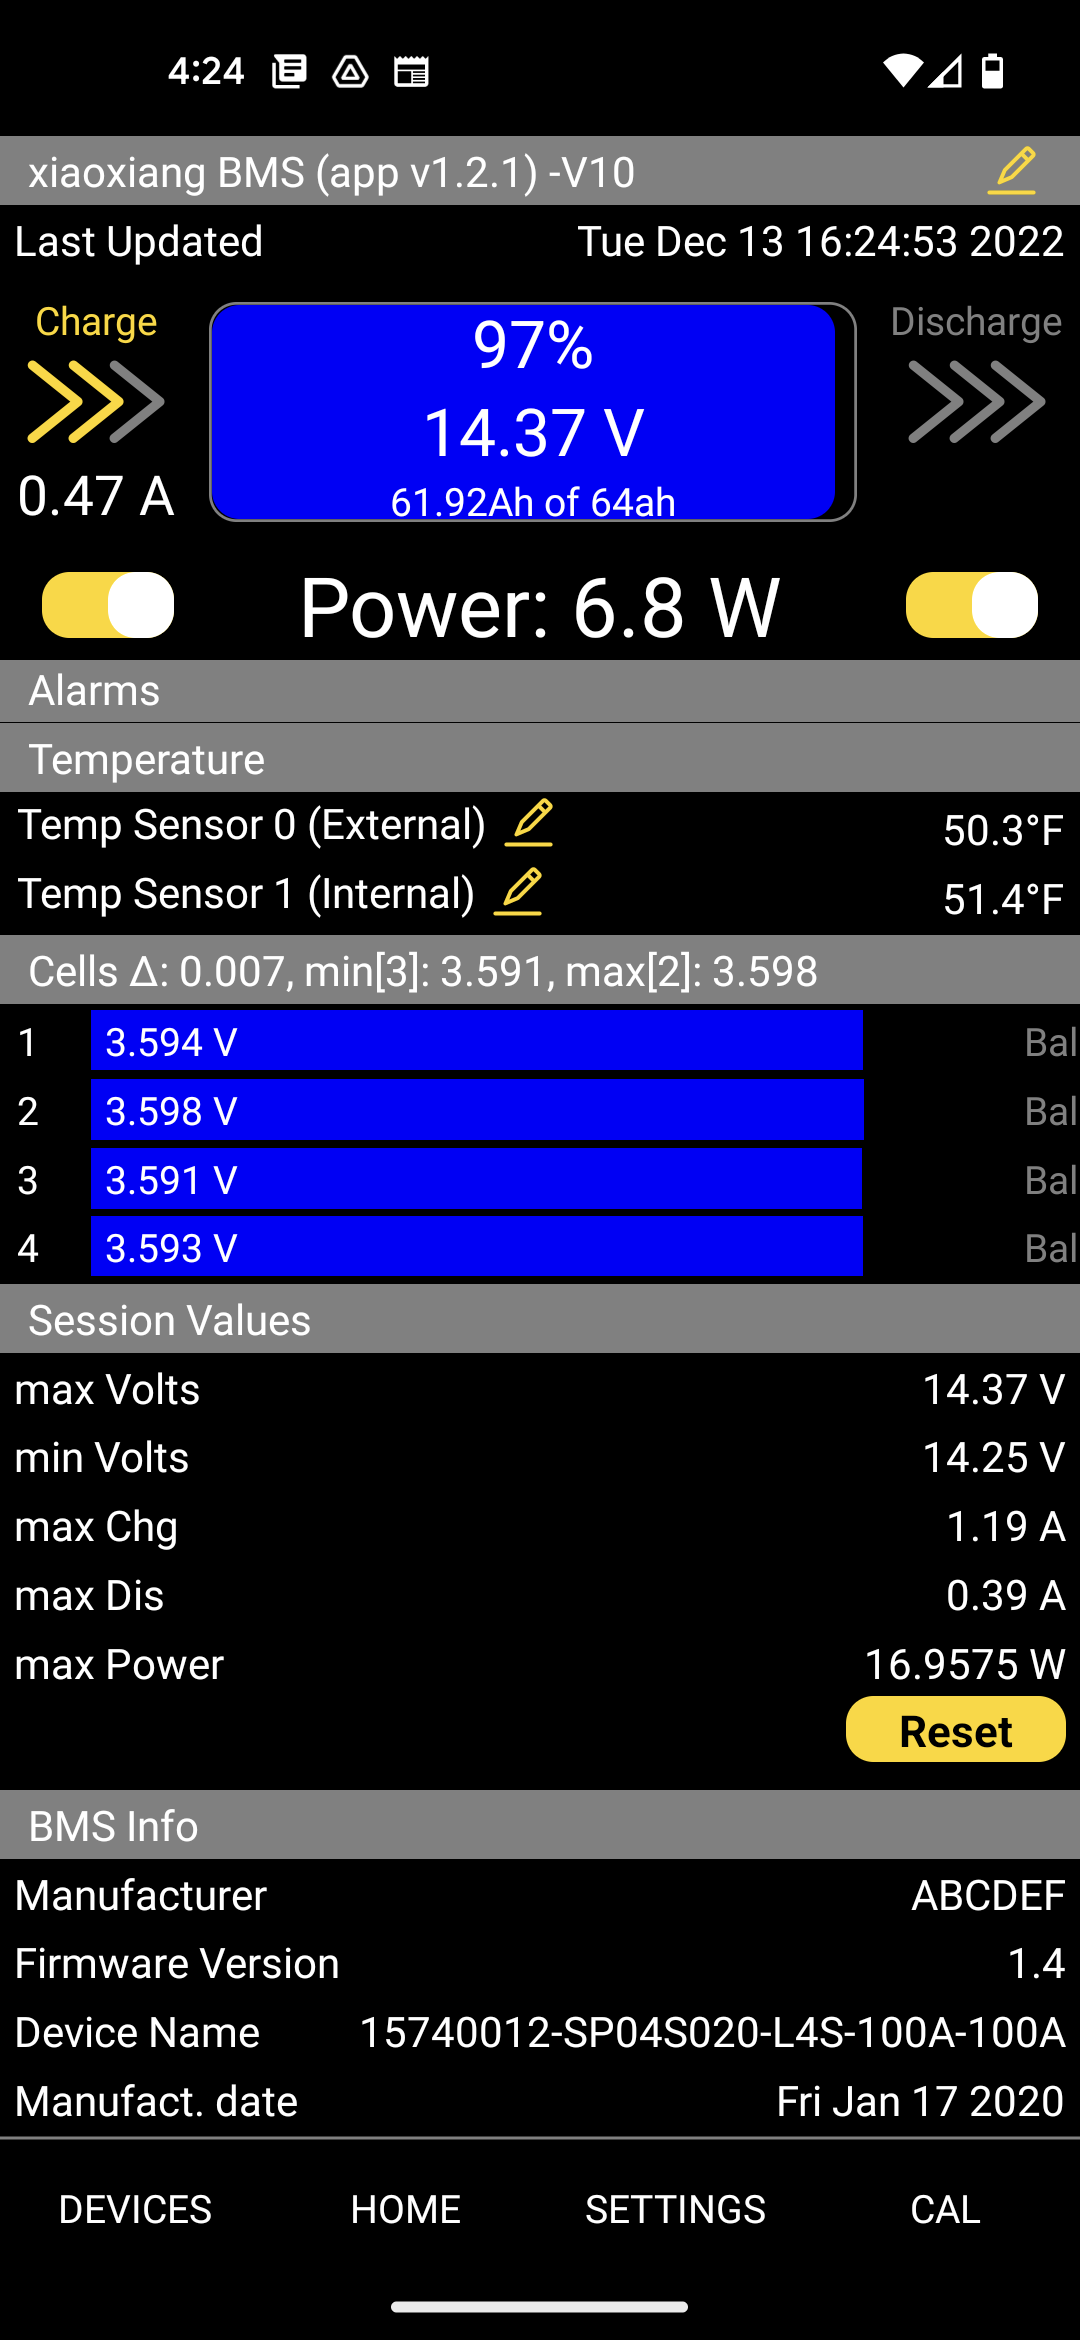 4:24
xiaoxiang BMS (app v1.2.1) -V10
Last Updated Tue Dec 13 16:24:53 2022
Charge 97% Discharge
14.37 V
0.47 A 61.92Ah of 64ah
Power: 6.8 W
Alarms
Temperature
Temp Sensor 0 (External) 50.3°F
Temp Sensor 1 (Internal) 51.4°F
Cells Δ: 0.007, min[3]: 3.591, max[2]: 3.598
1 3.594 V Bal
2 3.598 V Bal
3 3.591 V Bal
4 3.593 V Bal
Session Values
max Volts 14.37 V
min Volts 14.25 V
max Chg 1.19 A
max Dis 0.39 A
max Power 16.9575 W
Reset
BMS Info
Manufacturer ABCDEF
Firmware Version 1.4
Device Name 15740012-SP04S020-L4S-100A-100A
Manufact. date Fri Jan 17 2020
DEVICES HOME SETTINGS CAL